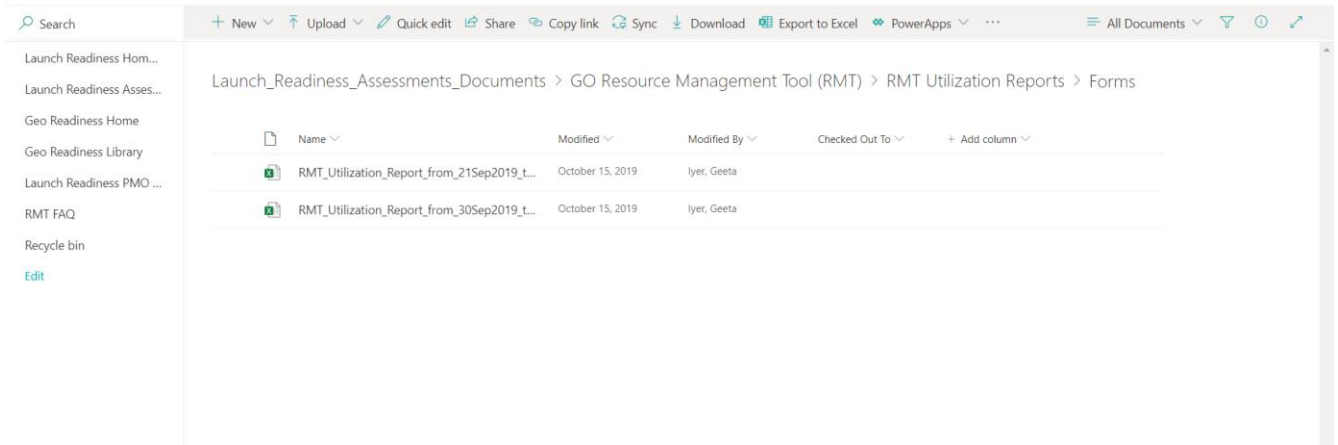 Search
New Upload Quick edit Share Copy link Sync Download Export to Excel PowerApps ... All Documents
Launch Readiness Hom...
Launch Readiness Asses...
Geo Readiness Home
Geo Readiness Library
Launch Readiness PMO ...
RMT FAQ
Recycle bin
Edit
Launch_Readiness_Assessments_Documents > GO Resource Management Tool (RMT) > RMT Utilization Reports > Forms
Name Modified Modified By Checked Out To + Add column
RMT_Utilization_Report_from_21Sep2019_t... October 15, 2019 Iyer, Geeta
RMT_Utilization_Report_from_30Sep2019_t... October 15, 2019 Iyer, Geeta